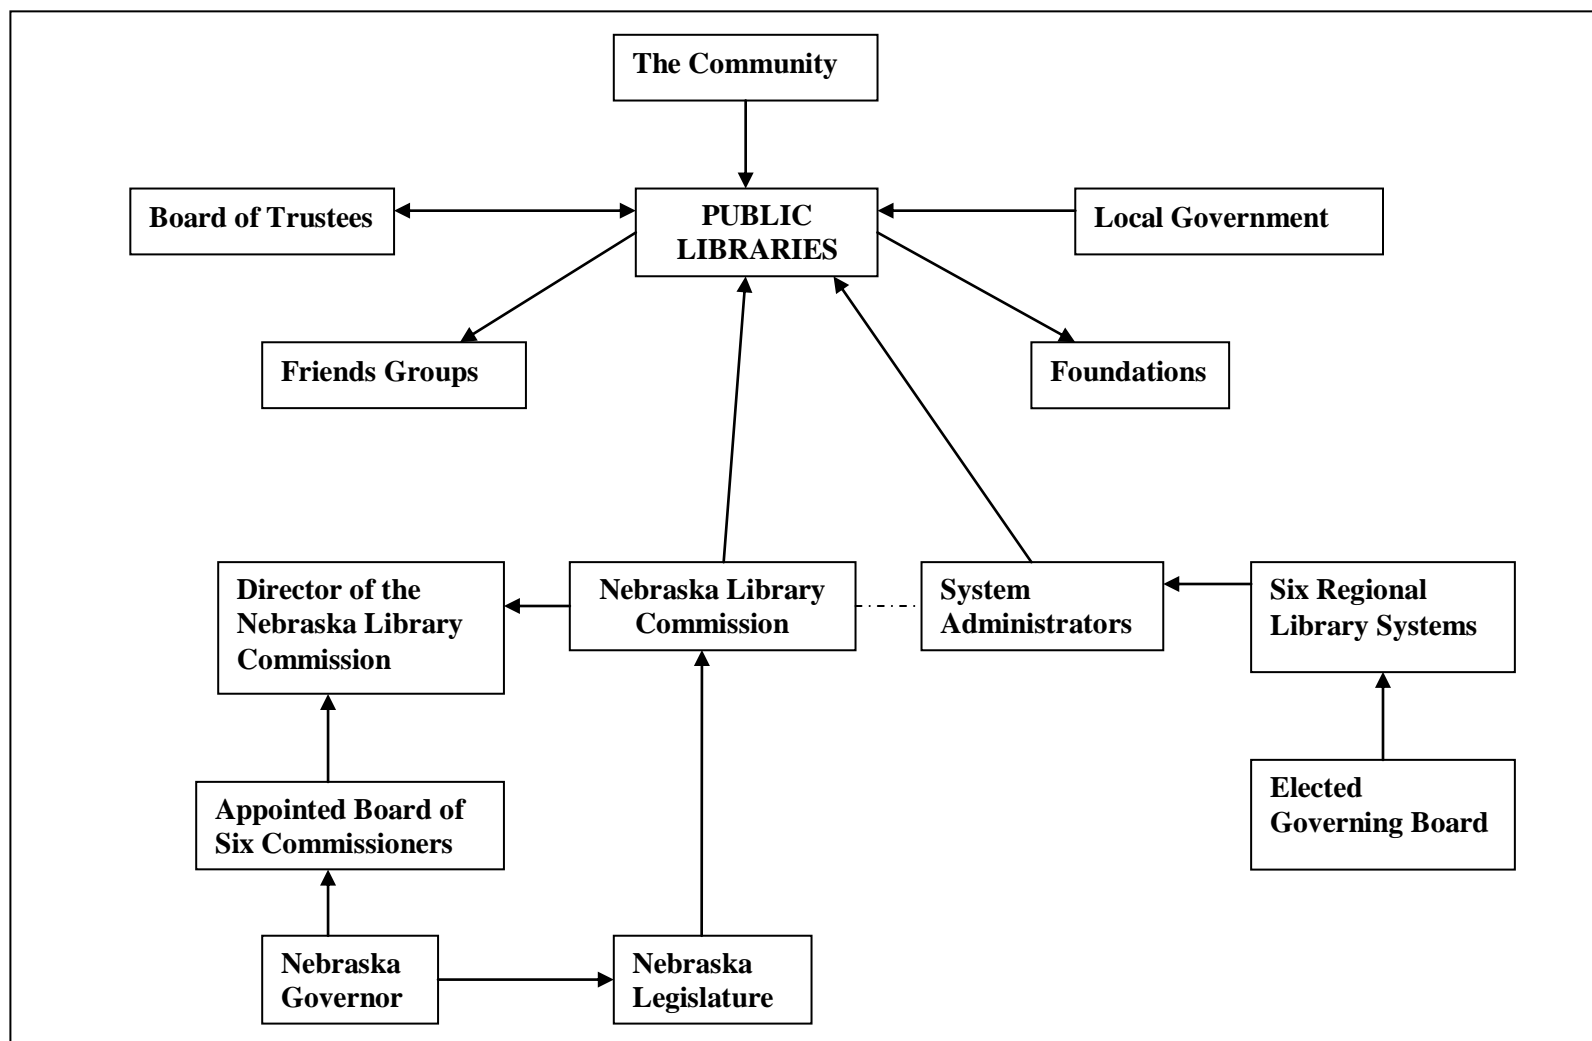 The Community
Board of Trustees
PUBLIC
LIBRARIES
Local Government
Friends Groups
Foundations
Director of the
Nebraska Library
Commission
Nebraska Library
Commission
System
Administrators
Six Regional
Library Systems
Appointed Board of
Six Commissioners
Elected
Governing Board
Nebraska
Governor
Nebraska
Legislature